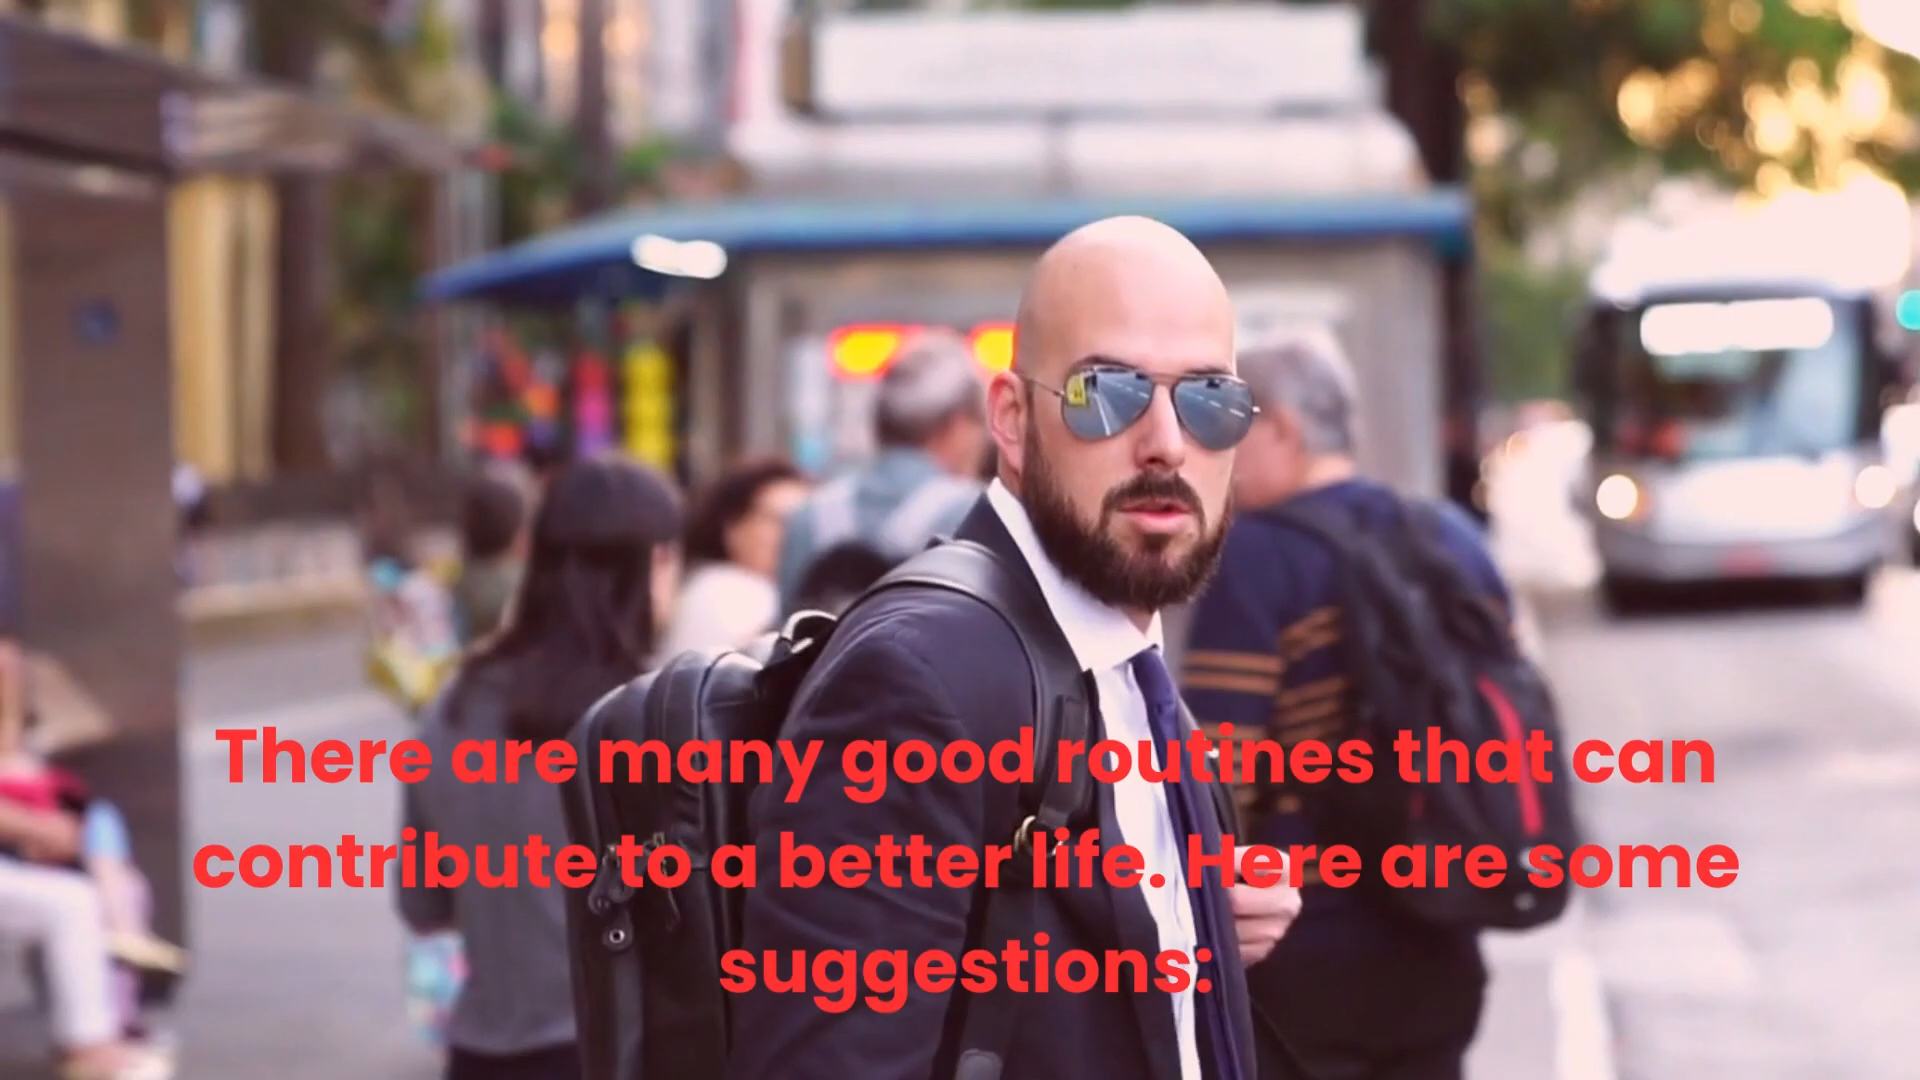 There are many good routines that can
contribute to a better life. Here are some
suggestions: